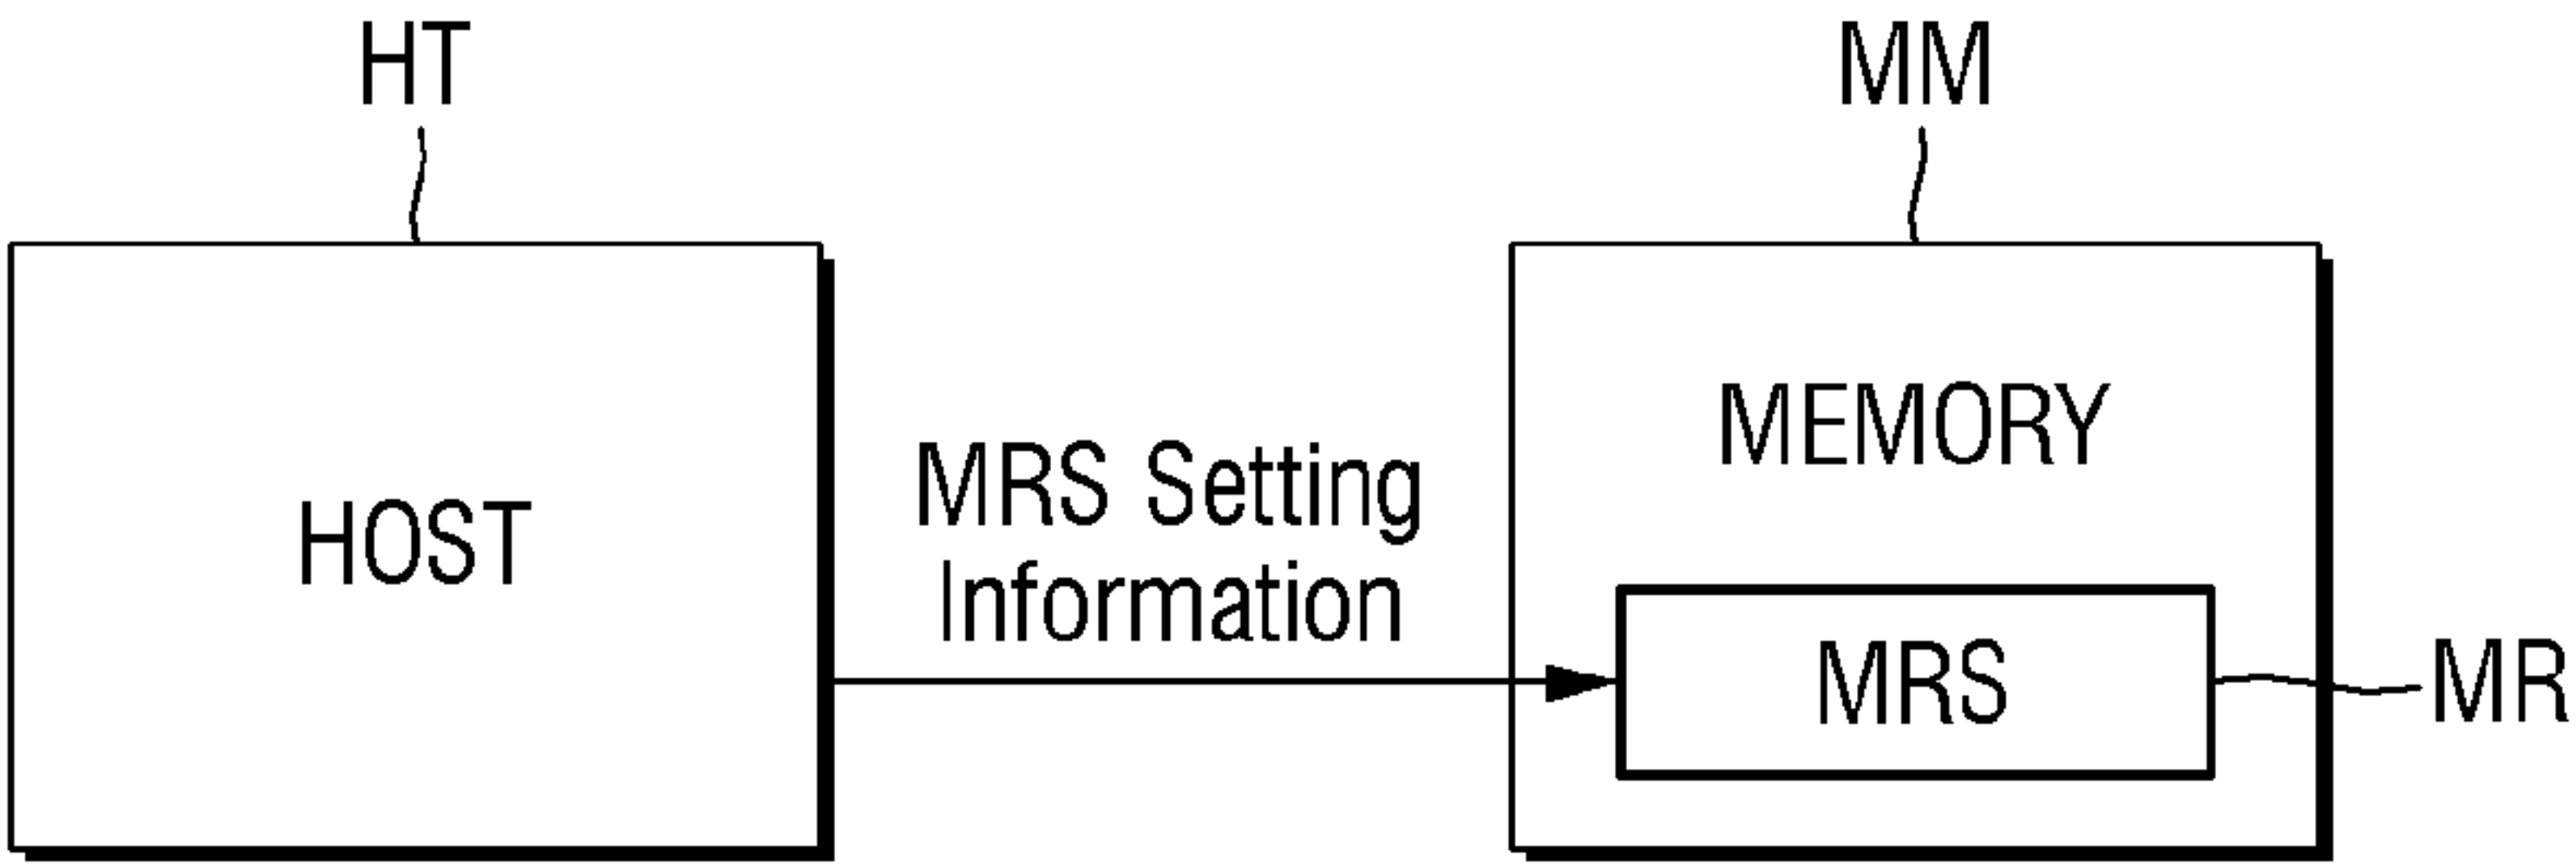 HT
MM
HOST
MRS Setting
Information
MEMORY
MRS
MR